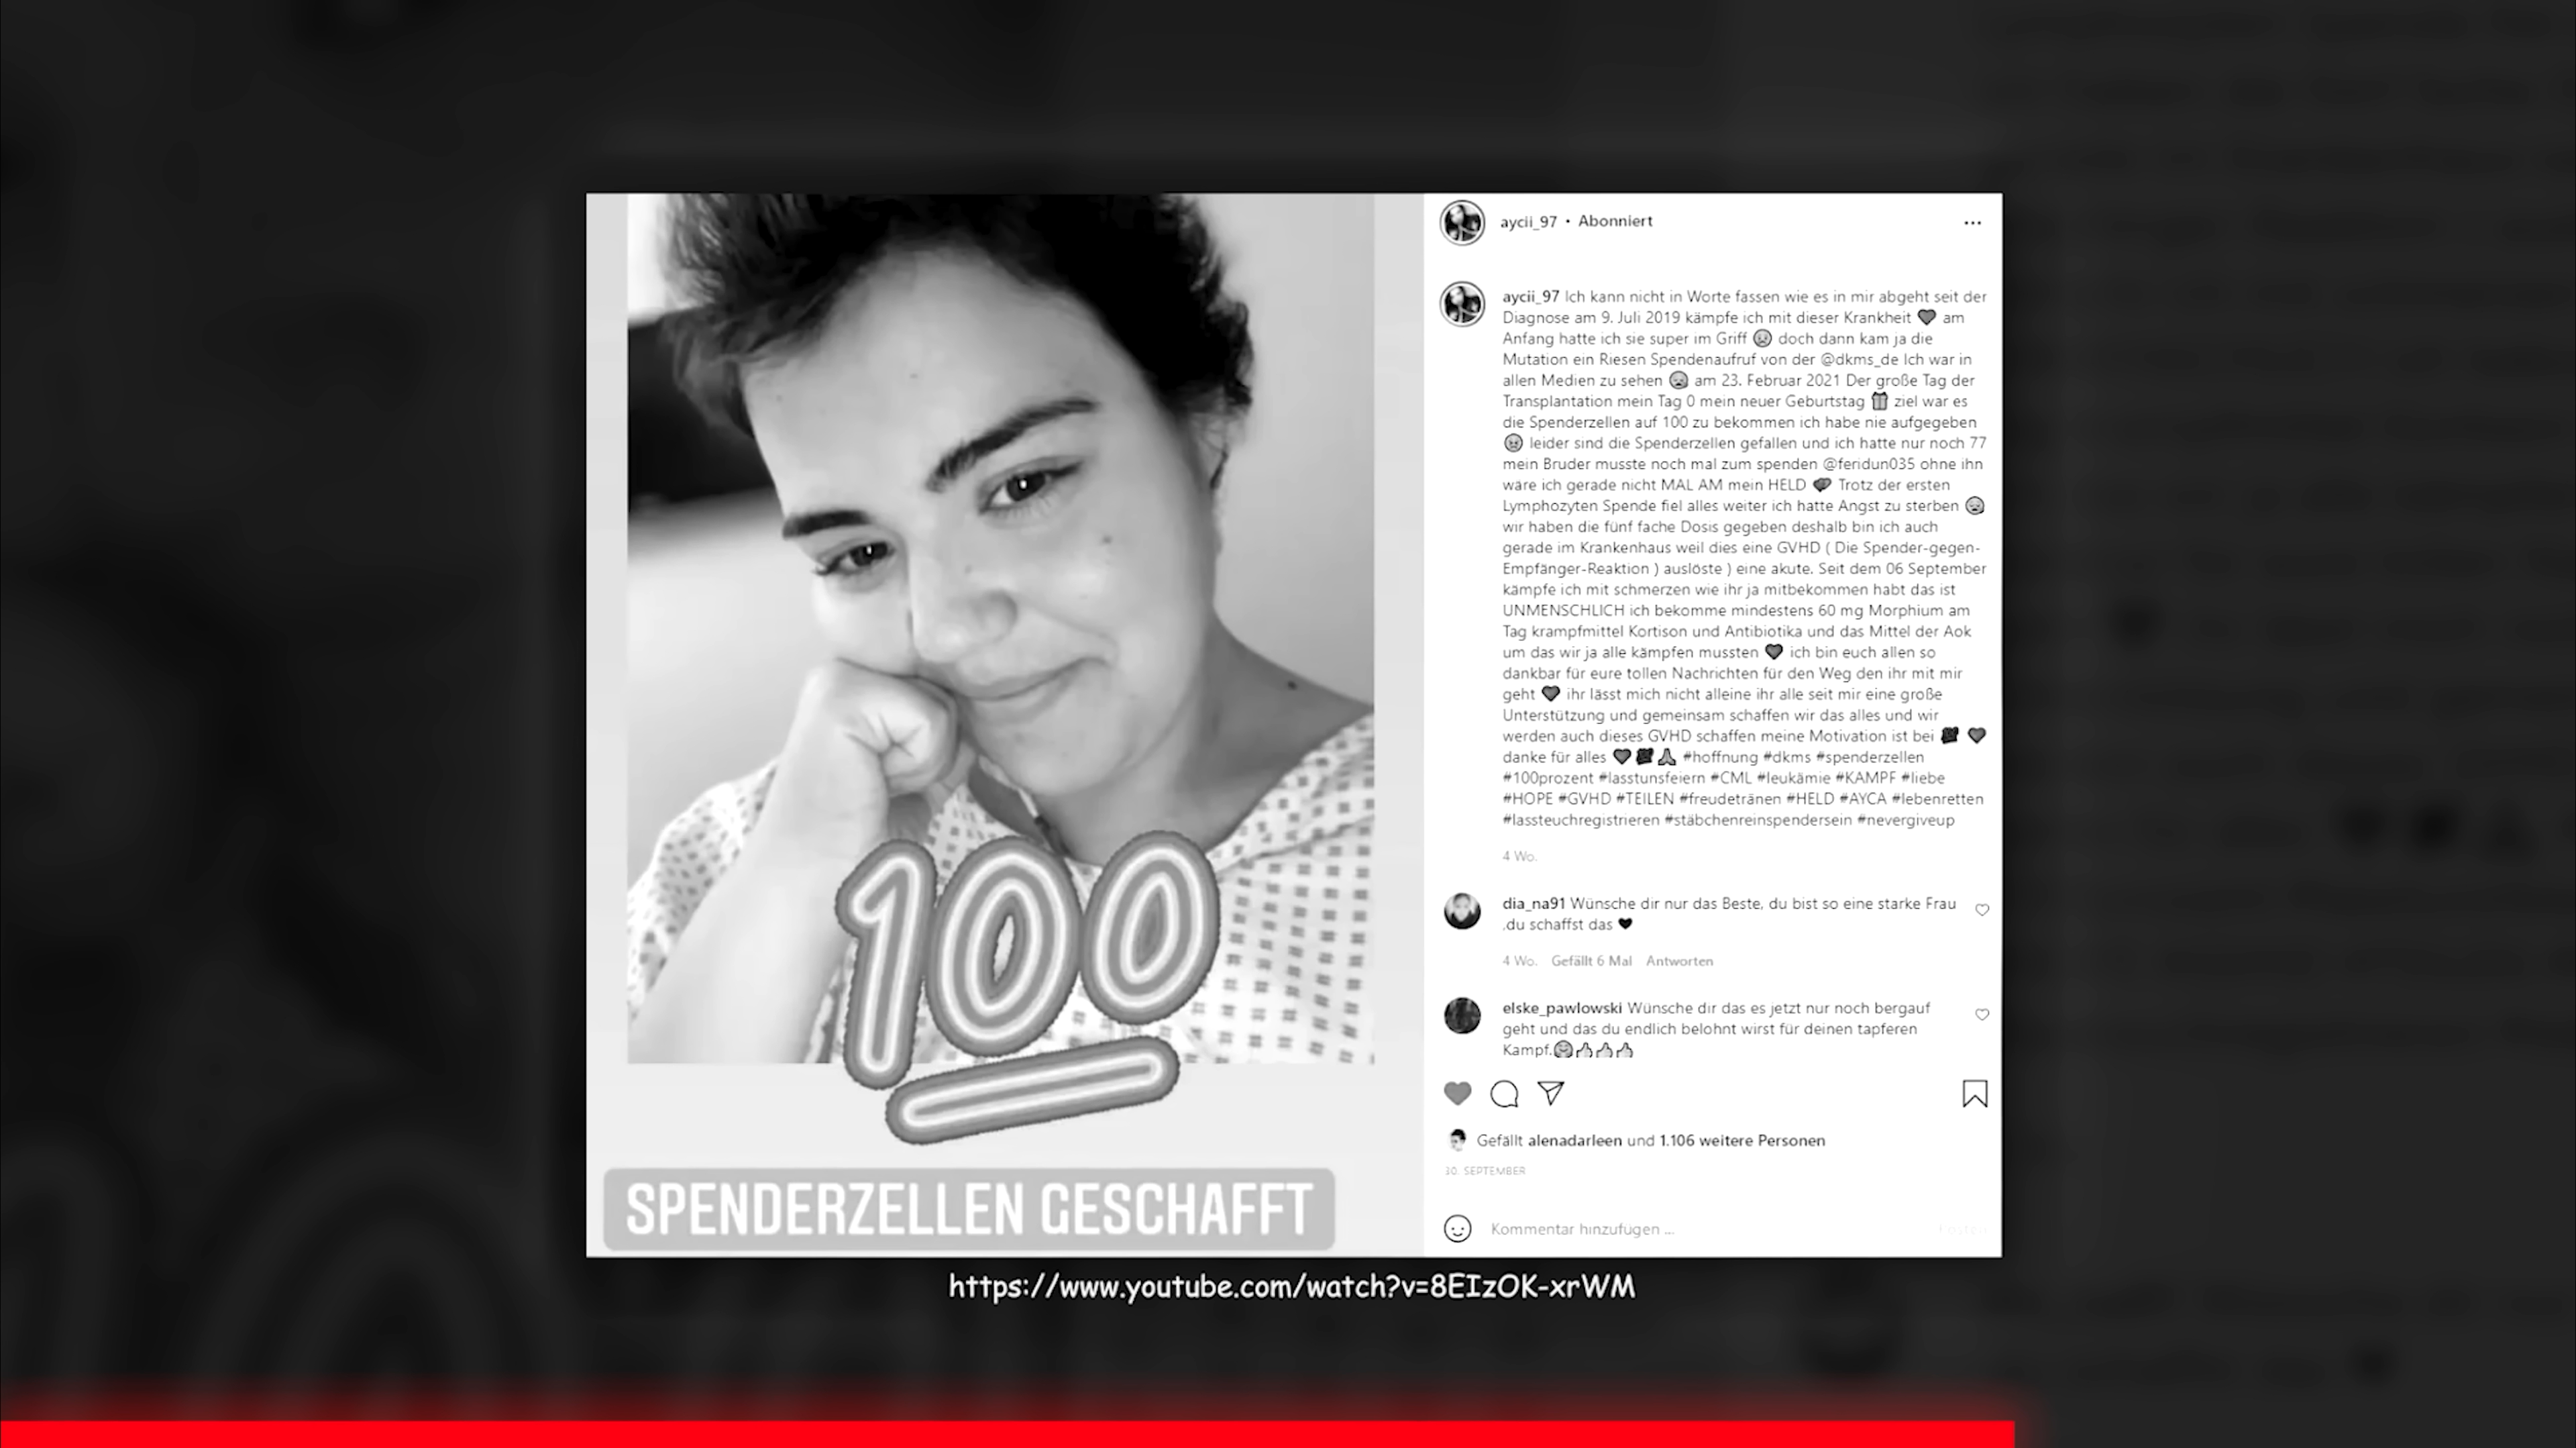 100
SPENDERZELLEN GESCHAFFT
aycii_97 • Abonniert
aycii_97 Ich kann nicht in Worte fassen wie es in mir abgeht seit der
Diagnose am 9. Juli 2019 kämpfe ich mit dieser Krankheit 🖤 am
Anfang hatte ich sie super im Griff doch dann kam ja die
Mutation ein Riesen Spendenaufruf von der @dkms_de Ich war in
allen Medien zu sehen am 23. Februar 2021 Der große Tag der
Transplantation mein Tag 0 mein neuer Geburtstag 🎁 ziel war es
die Spenderzellen auf 100 zu bekommen ich habe nie aufgegeben
leider sind die Spenderzellen gefallen und ich hatte nur noch 77
mein Bruder musste noch mal zum spenden @feridun035 ohne ihn
wäre ich gerade nicht MAL AM mein HELD Trotz der ersten
Lymphozyten Spende fiel alles weiter ich hatte Angst zu sterben
wir haben die fünf fache Dosis gegeben deshalb bin ich auch
gerade im Krankenhaus weil dies eine GVHD ( Die Spender-gegen-
Empfänger-Reaktion ) auslöste ) eine akute. Seit dem 06 September
kämpfe ich mit schmerzen wie ihr ja mitbekommen habt das ist
UNMENSCHLICH ich bekomme mindestens 60 mg Morphium am
Tag krampfmittel Kortison und Antibiotika und das Mittel der Aok
um das wir ja alle kämpfen mussten 🖤 ich bin euch allen so
dankbar für eure tollen Nachrichten für den Weg den ihr mit mir
geht 🖤 ihr lässt mich nicht alleine ihr alle seit mir eine große
Unterstützung und gemeinsam schaffen wir das alles und wir
werden auch dieses GVHD schaffen meine Motivation ist bei 🖤
danke für alles 🖤 🙏 #hoffnung #dkms #spenderzellen
#100prozent #lasstunsfeiern #CML #leukämie #KAMPF #liebe
#HOPE #GVHD #TEILEN #freudetränen #HELD #AYCA #lebenretten
#lassteuchregistrieren #stäbchenreinspendersein #nevergiveup
4 Wo.
dia_na91 Wünsche dir nur das Beste, du bist so eine starke Frau
.du schaffst das 🖤
4 Wo. Gefällt 6 Mal Antworten
elske_pawlowski Wünsche dir das es jetzt nur noch bergauf
geht und das du endlich belohnt wirst für deinen tapferen
Kampf.
Gefällt alenadarleen und 1.106 weitere Personen
30. SEPTEMBER
Kommentar hinzufügen ...
https://www.youtube.com/watch?v=8EIzOK-xrWM